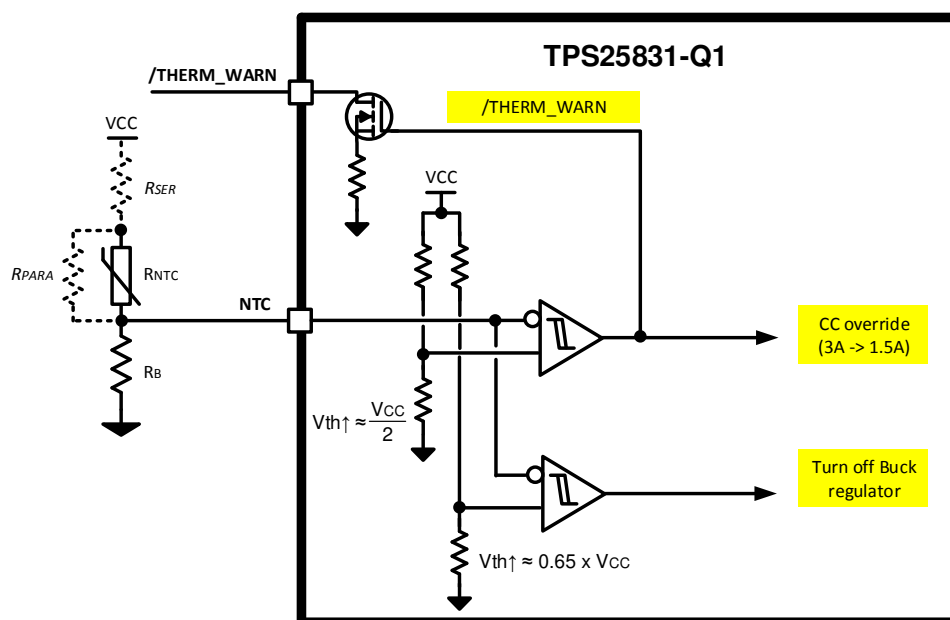 TPS25831-Q1
/THERM_WARN
/THERM_WARN
VCC
RSER
VCC
RPARA
RNTC
NTC
CC override
(3A -> 1.5A)
RB
Vth↑ ≈ VCC
2
Turn off Buck
regulator
Vth↑ ≈ 0.65 x VCC